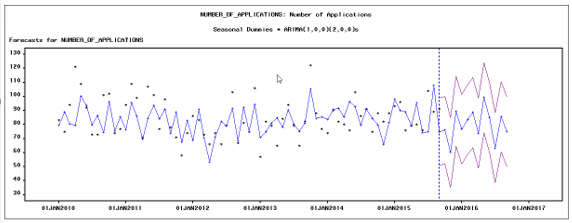 NUMBER_OF_APPLICATIONS: Number of Applications
Seasonal Dummies + ARIMA(1,0,0)(2,0,0)s
Forecasts for NUMBER_OF_APPLICATIONS
130
120
110
100
90
80
70
60
50
40
30
01JAN2010 01JAN2011 01JAN2012 01JAN2013 01JAN2014 01JAN2015 01JAN2016 01JAN2017